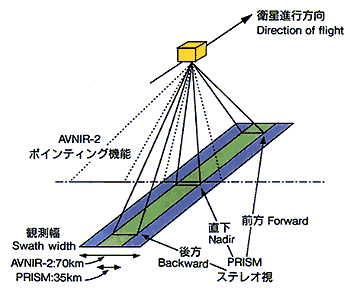 衛星進行方向
Direction of flight
AVNIR-2
ポインティング機能
観測幅
Swath width
AVNIR-2:70km
PRISM:35km
前方 Forward
直下
Nadir
後方
Backward
PRISM
ステレオ視